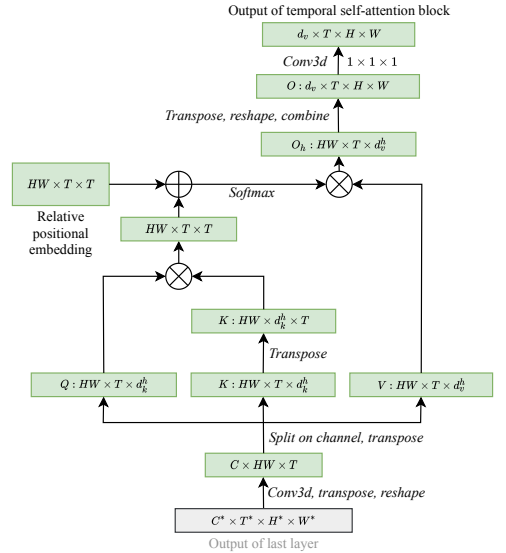 Output of temporal self-attention block
d_v × T × H × W
Conv3d 1 × 1 × 1
O : d_v × T × H × W
Transpose, reshape, combine
O_h : HW × T × d_v^h
HW × T × T
Softmax
Relative
positional
embedding
HW × T × T
K : HW × d_k^h × T
Transpose
Q : HW × T × d_k^h
K : HW × T × d_k^h
V : HW × T × d_v^h
Split on channel, transpose
C × HW × T
Conv3d, transpose, reshape
C* × T* × H* × W*
Output of last layer